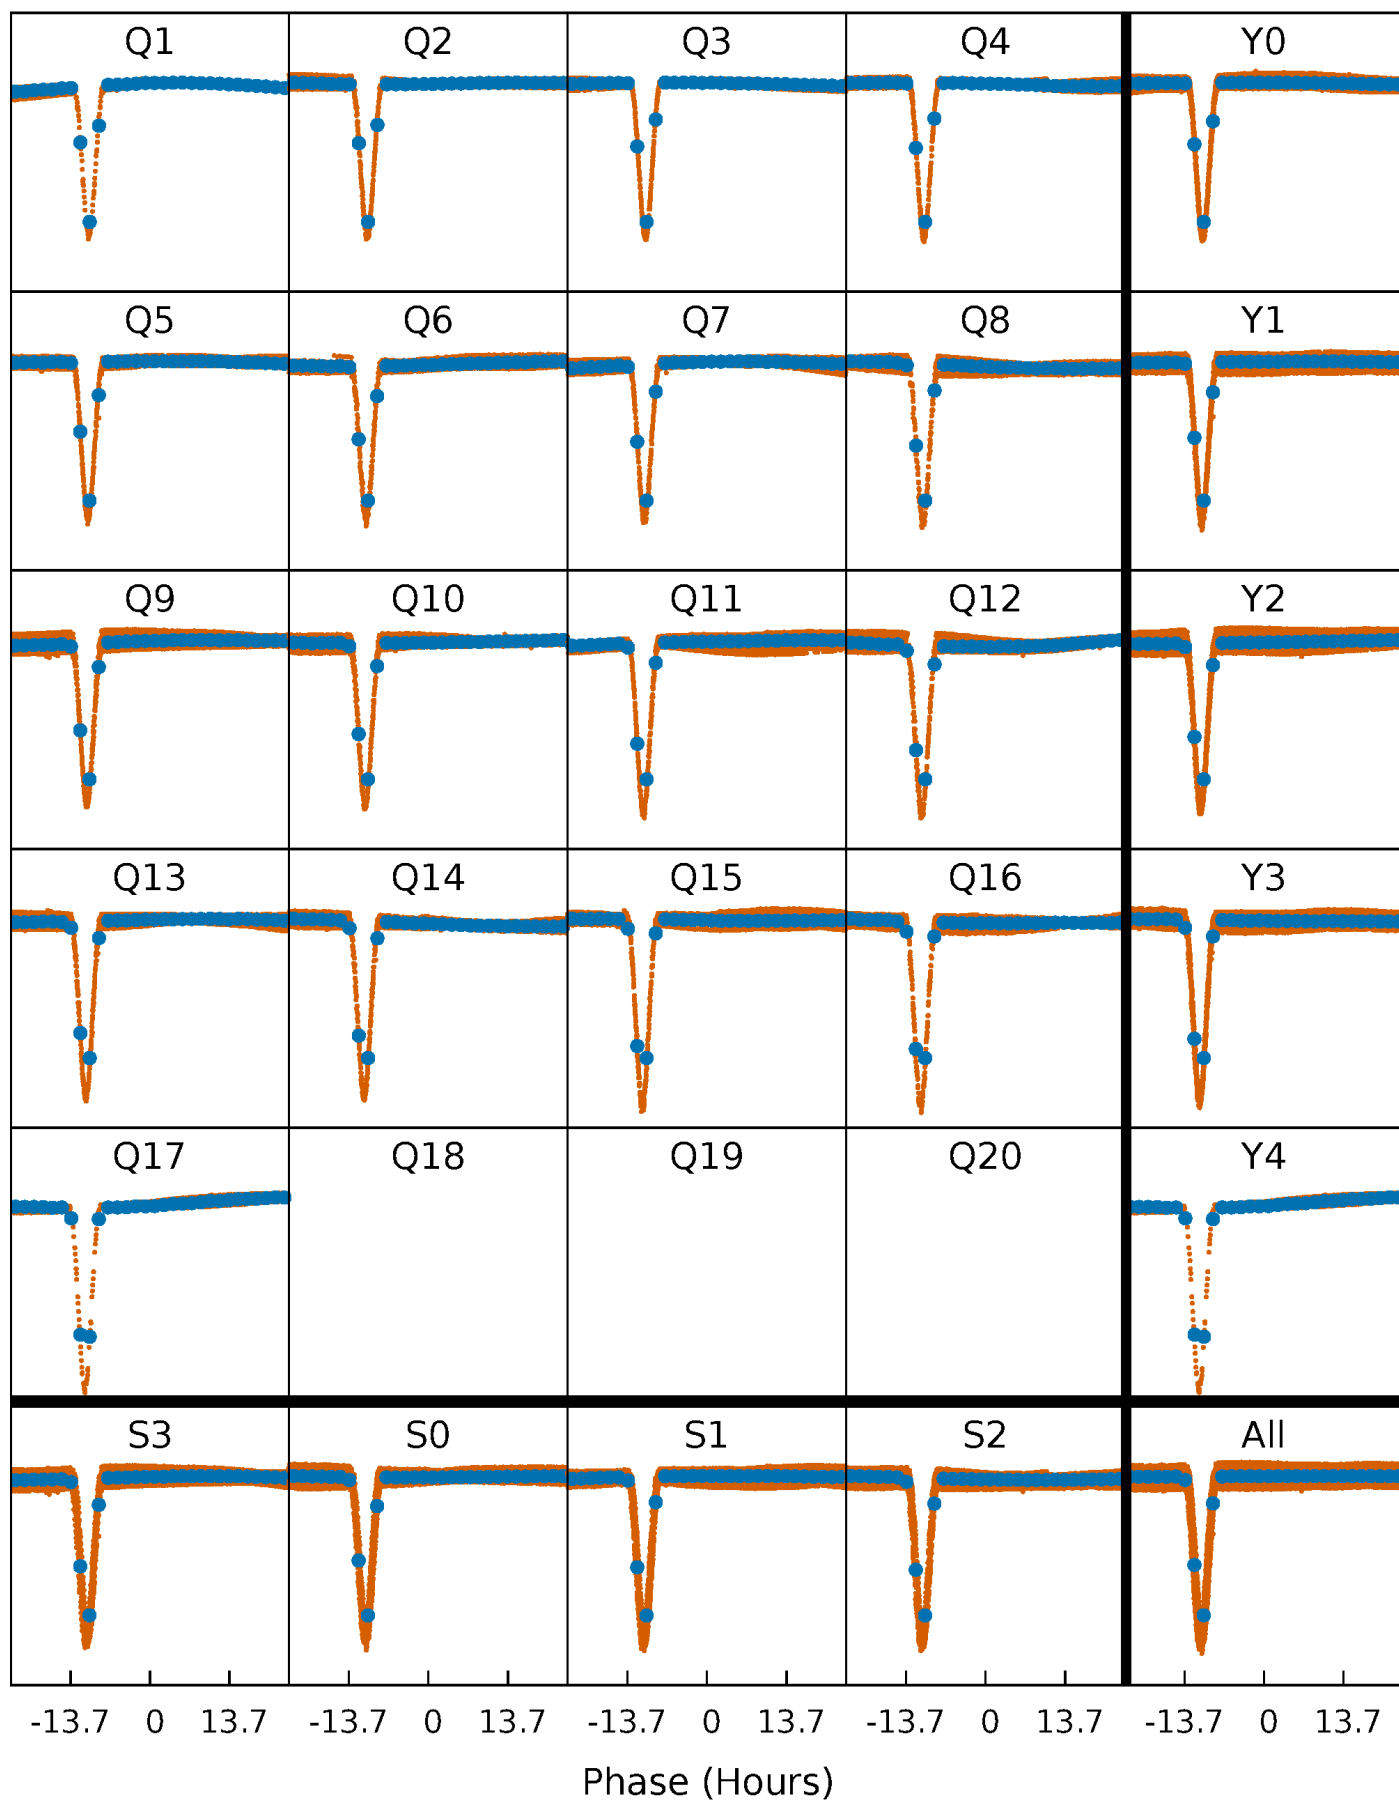 Q1 Q2 Q3 Q4 Y0
Q5 Q6 Q7 Q8 Y1
Q9 Q10 Q11 Q12 Y2
Q13 Q14 Q15 Q16 Y3
Q17 Q18 Q19 Q20 Y4
S3 S0 S1 S2 All
-13.7 0 13.7 -13.7 0 13.7 -13.7 0 13.7 -13.7 0 13.7 -13.7 0 13.7
Phase (Hours)